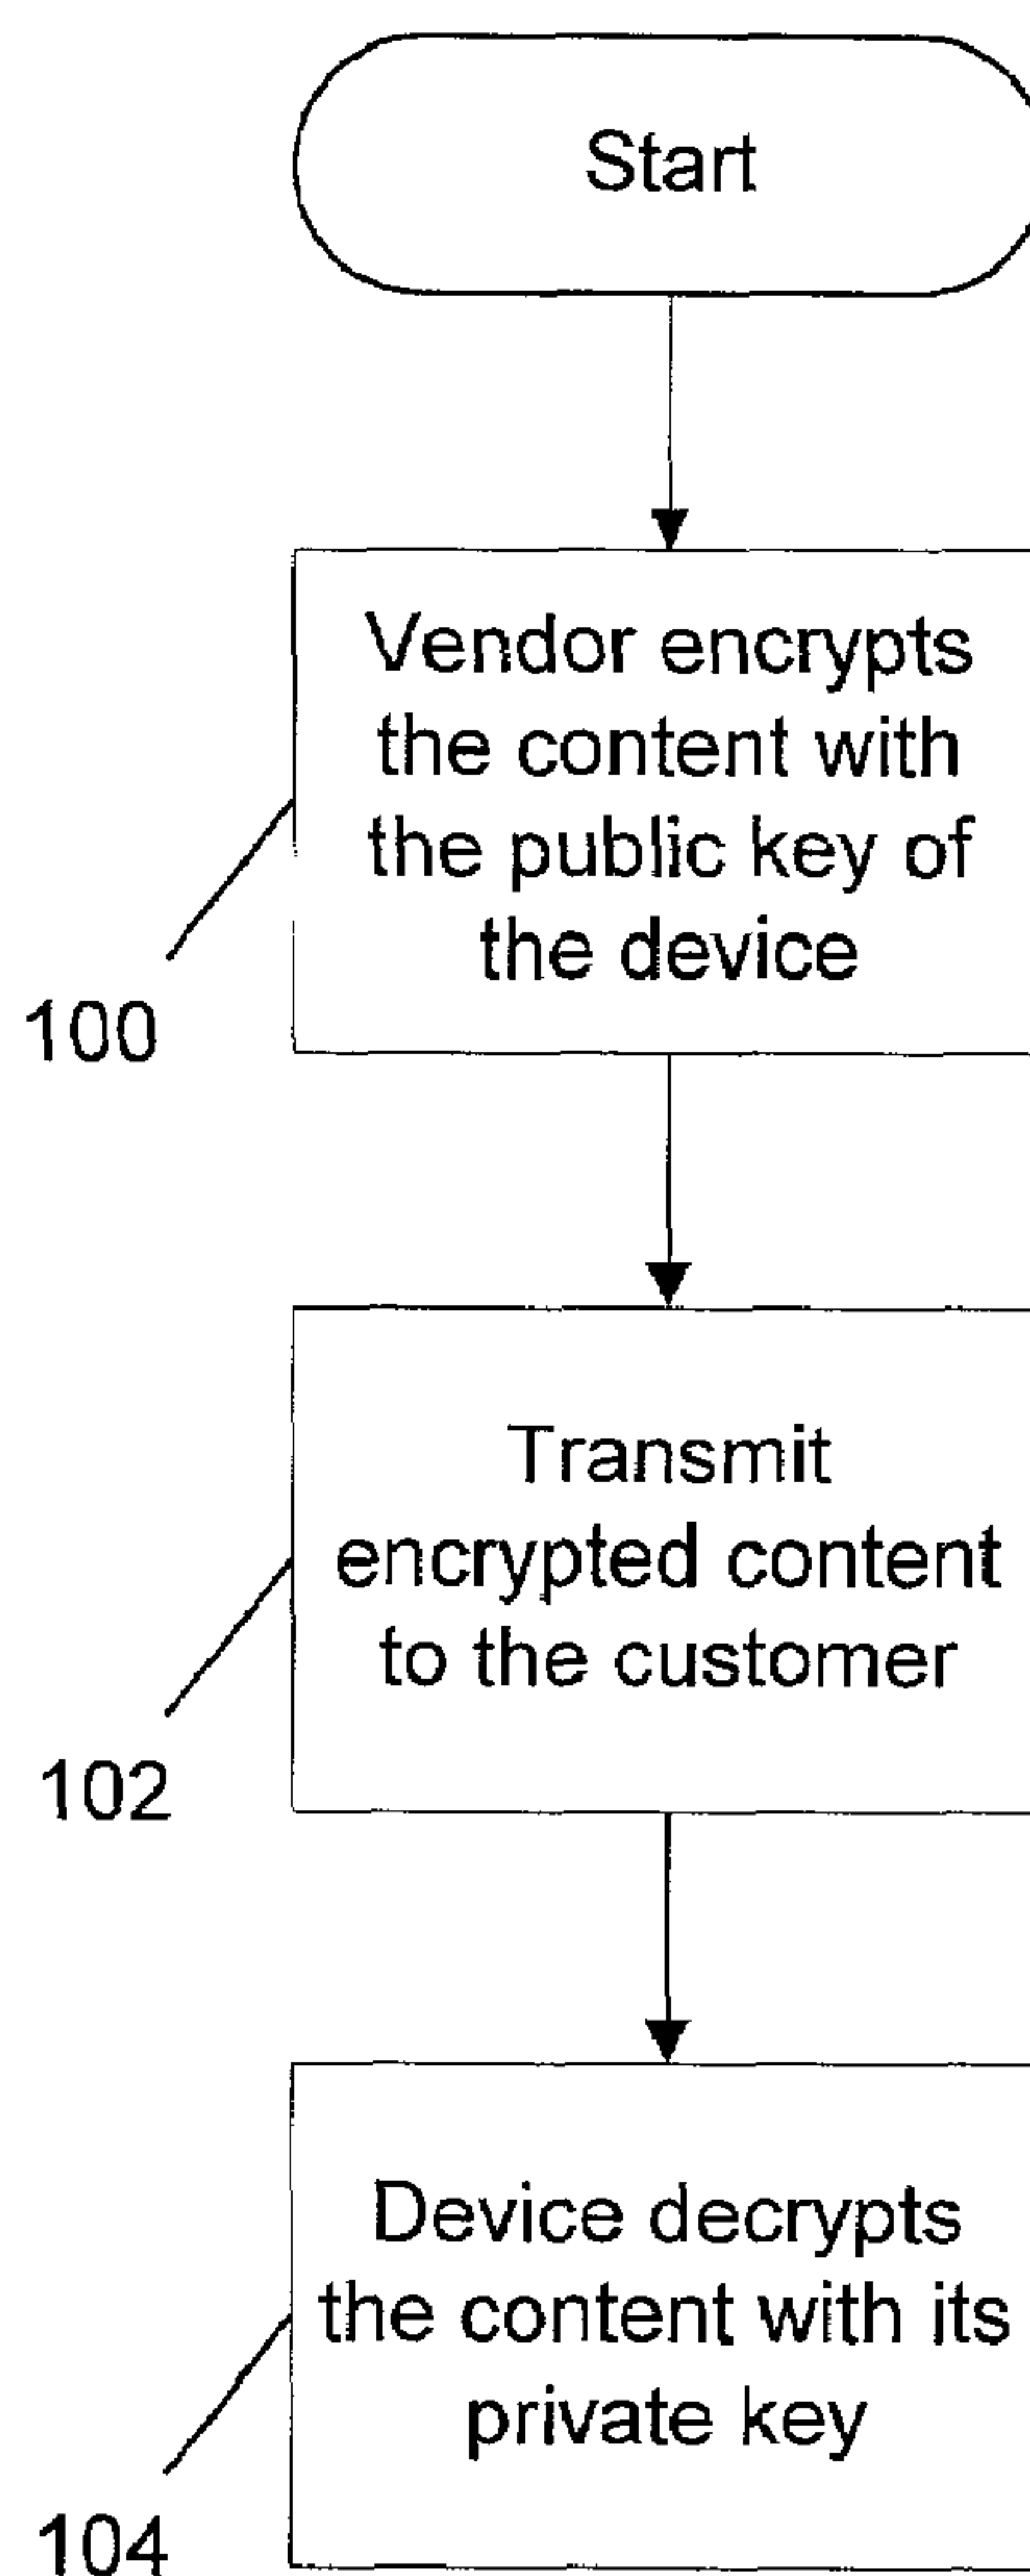 Start
Vendor encrypts
the content with
the public key of
the device
100
Transmit
encrypted content
to the customer
102
Device decrypts
the content with its
private key
104